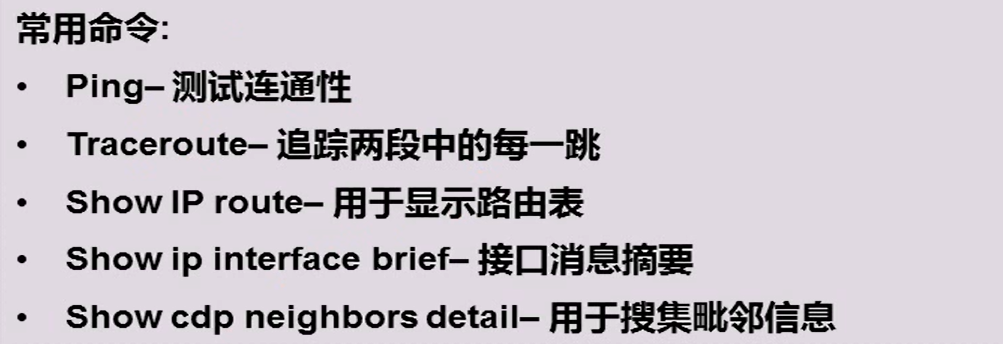 常用命令:
• Ping– 测试连通性
• Traceroute– 追踪两段中的每一跳
• Show IP route– 用于显示路由表
• Show ip interface brief– 接口消息摘要
• Show cdp neighbors detail– 用于搜集毗邻信息